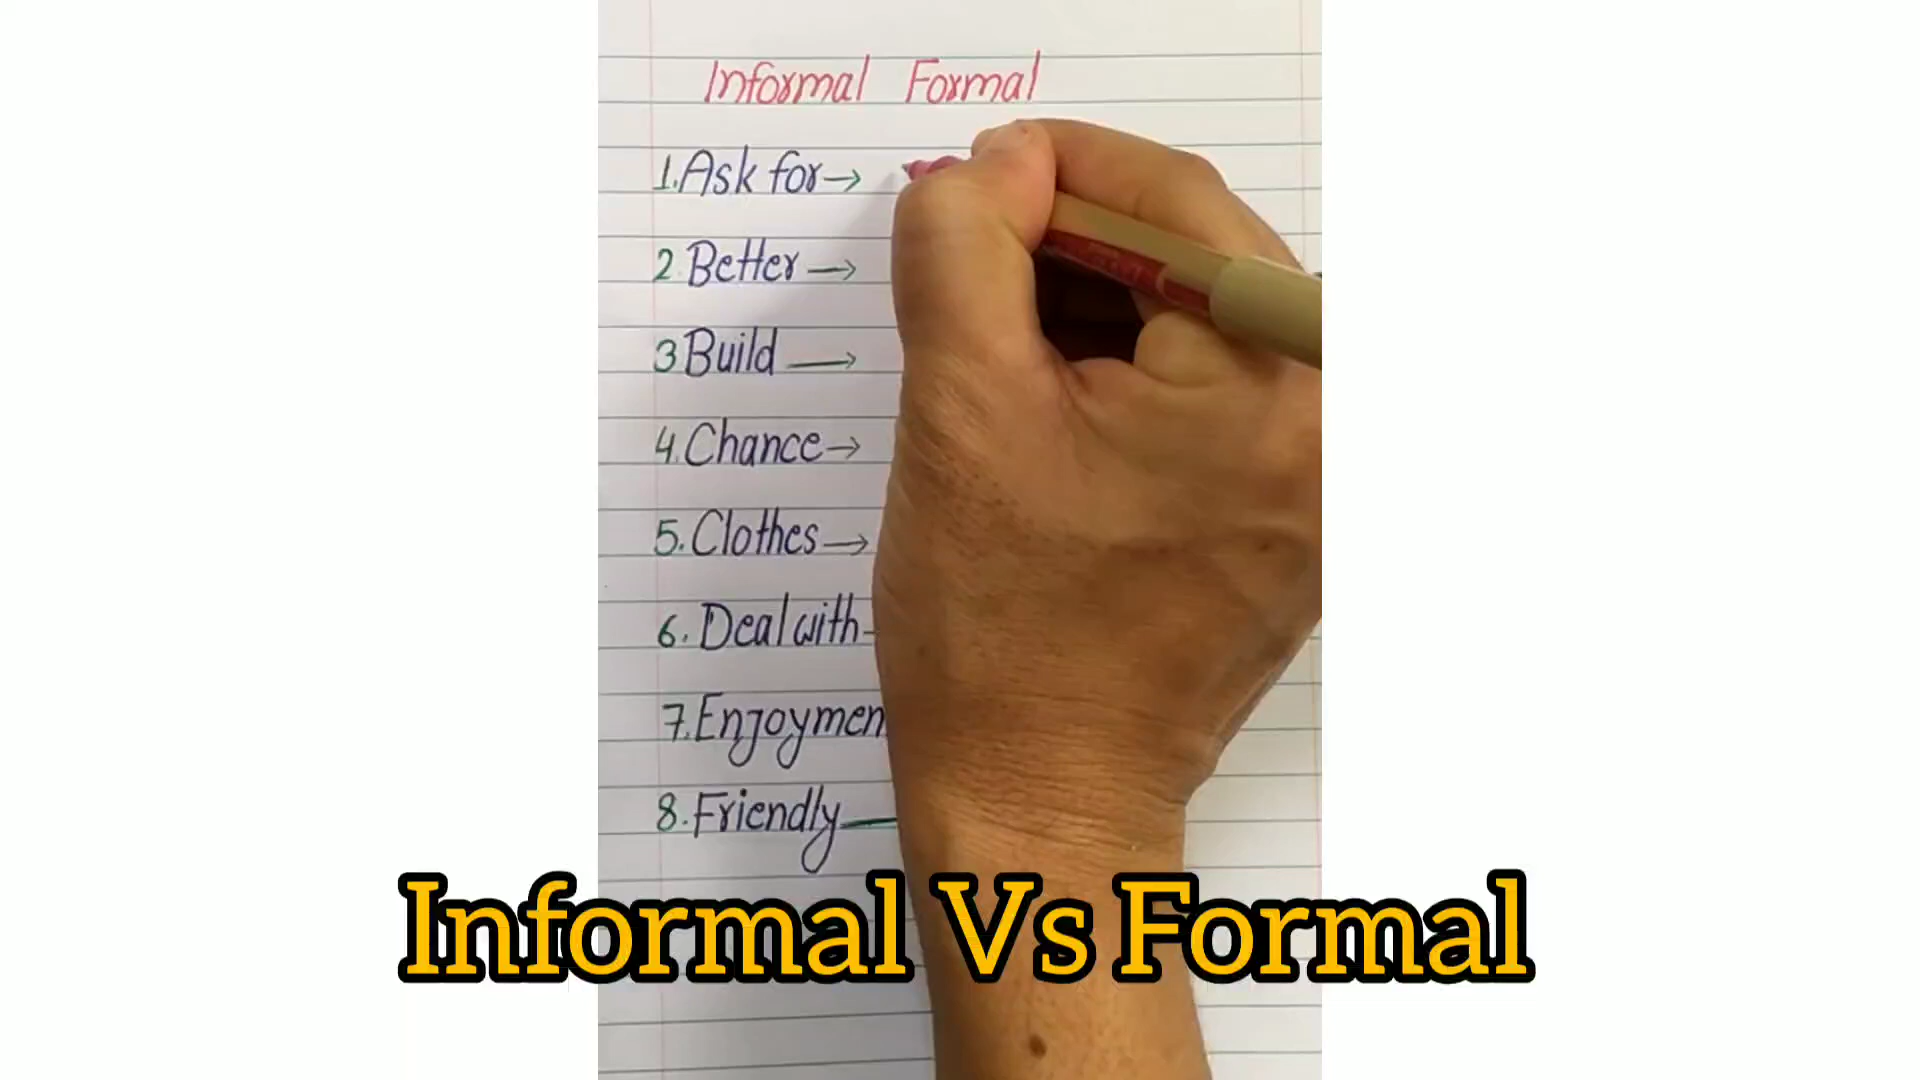 Informal Formal
1. Ask for →
2. Better →
3 Build →
4. Chance →
5. Clothes →
6. Deal with
7. Enjoymen
8. Friendly
Informal Vs Formal